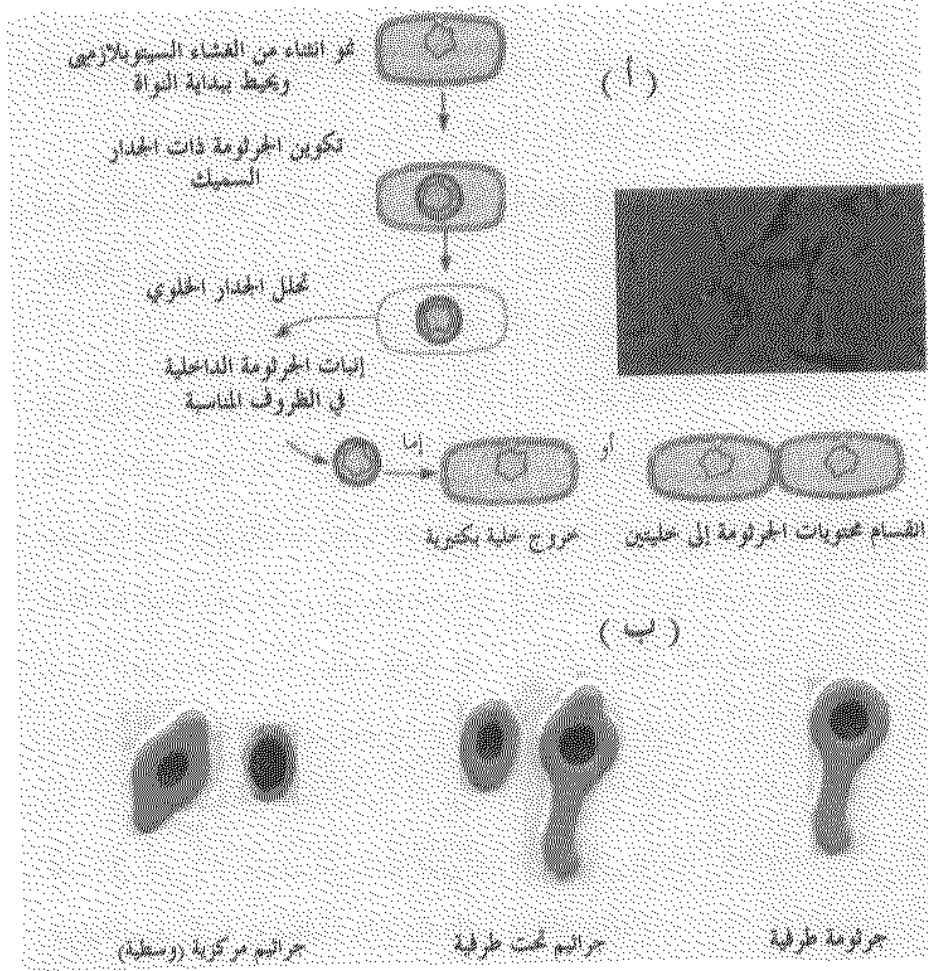 نمو انثناء من الغشاء السيتوبلازمي
ويحيط ببداية النواة
( أ )
تكوين الجرثومة ذات الجدار
السميك
تحلل الجدار الخلوي
إنبات الجرثومة الداخلية
في الظروف المناسبة
إما
أو
خروج خلية بكتيرية
انقسام محتويات الجرثومة إلى خليتين
( ب )
جرثومة طرفية
جراثيم تحت طرفية
جراثيم مركزية (وسطية)